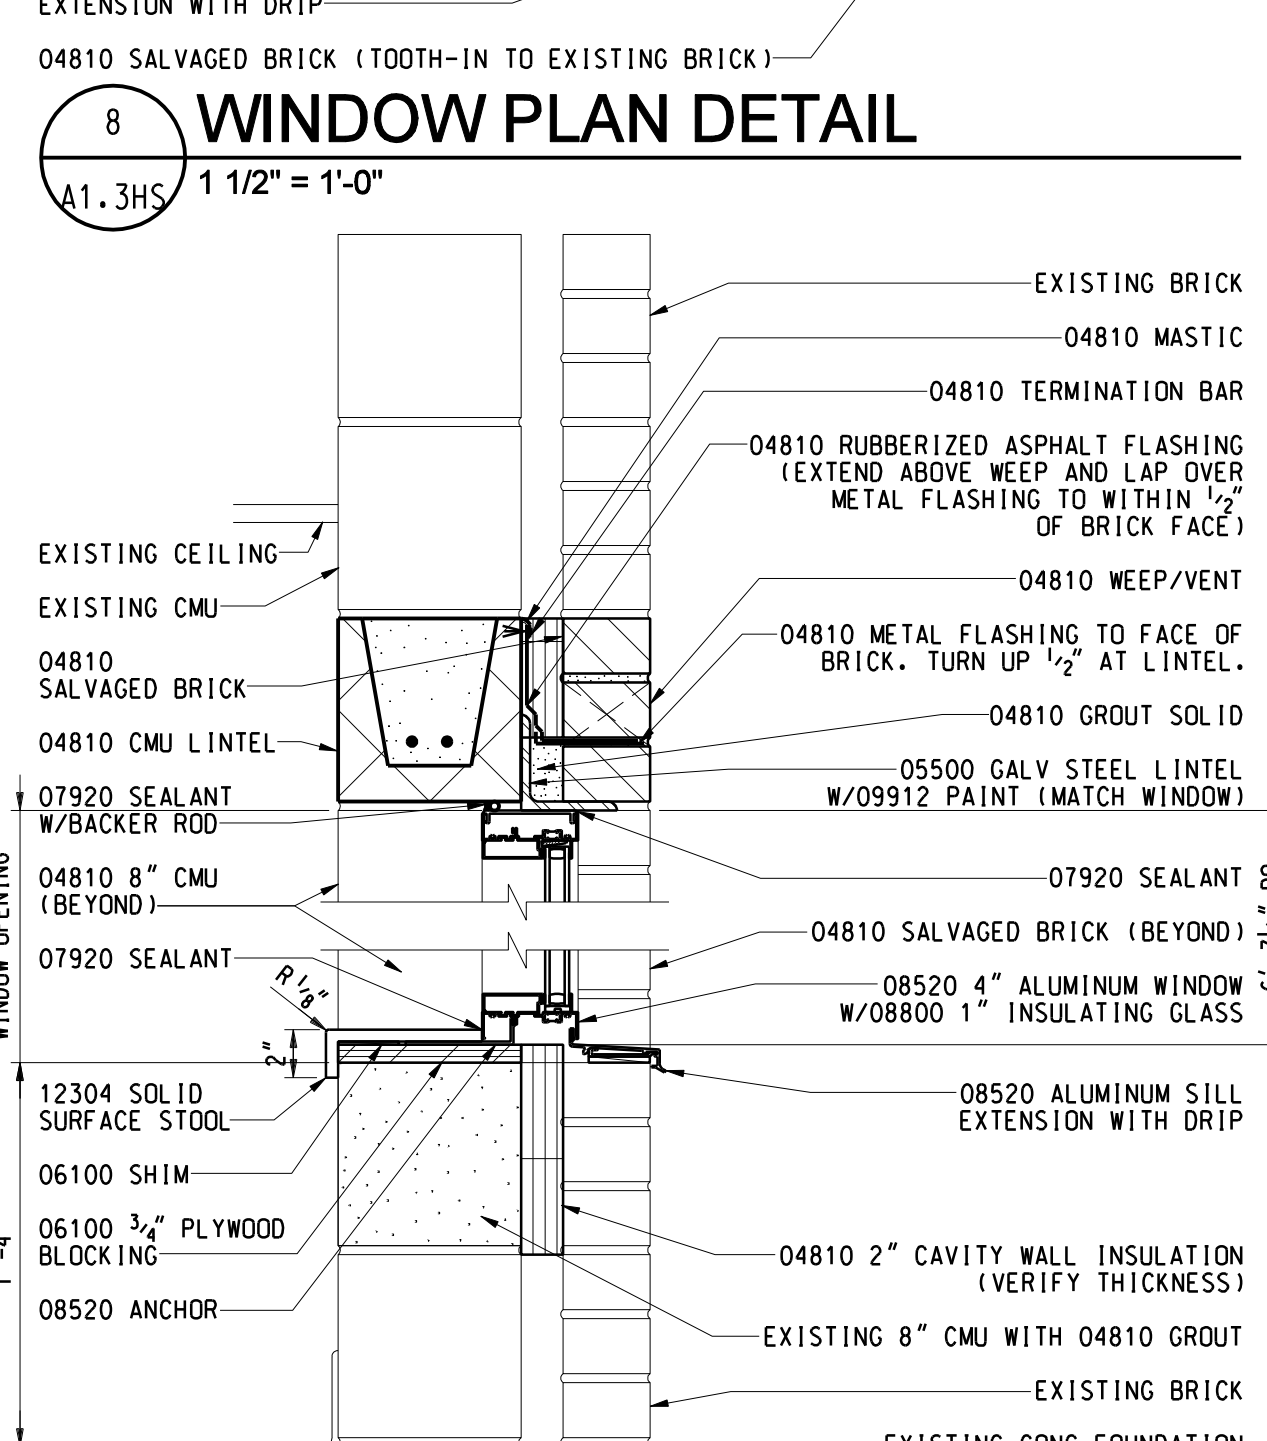 EXTENSION WITH DRIP
04810 SALVAGED BRICK (TOOTH-IN TO EXISTING BRICK)
8
A1.3HS
WINDOW PLAN DETAIL
1 1/2" = 1'-0"
EXISTING BRICK
04810 MASTIC
04810 TERMINATION BAR
04810 RUBBERIZED ASPHALT FLASHING
(EXTEND ABOVE WEEP AND LAP OVER
METAL FLASHING TO WITHIN 1/2"
OF BRICK FACE)
04810 WEEP/VENT
04810 METAL FLASHING TO FACE OF
BRICK. TURN UP 1/2" AT LINTEL.
04810 GROUT SOLID
05500 GALV STEEL LINTEL
W/09912 PAINT (MATCH WINDOW)
07920 SEALANT
04810 SALVAGED BRICK (BEYOND)
08520 4" ALUMINUM WINDOW
W/08800 1" INSULATING GLASS
08520 ALUMINUM SILL
EXTENSION WITH DRIP
04810 2" CAVITY WALL INSULATION
(VERIFY THICKNESS)
EXISTING 8" CMU WITH 04810 GROUT
EXISTING BRICK
EXISTING CONC FOUNDATION
EXISTING CEILING
EXISTING CMU
04810
SALVAGED BRICK
04810 CMU LINTEL
07920 SEALANT
W/BACKER ROD
04810 8" CMU
(BEYOND)
07920 SEALANT
R 1/8"
2"
12304 SOLID
SURFACE STOOL
06100 SHIM
06100 3/4" PLYWOOD
BLOCKING
08520 ANCHOR
WINDOW OPENING